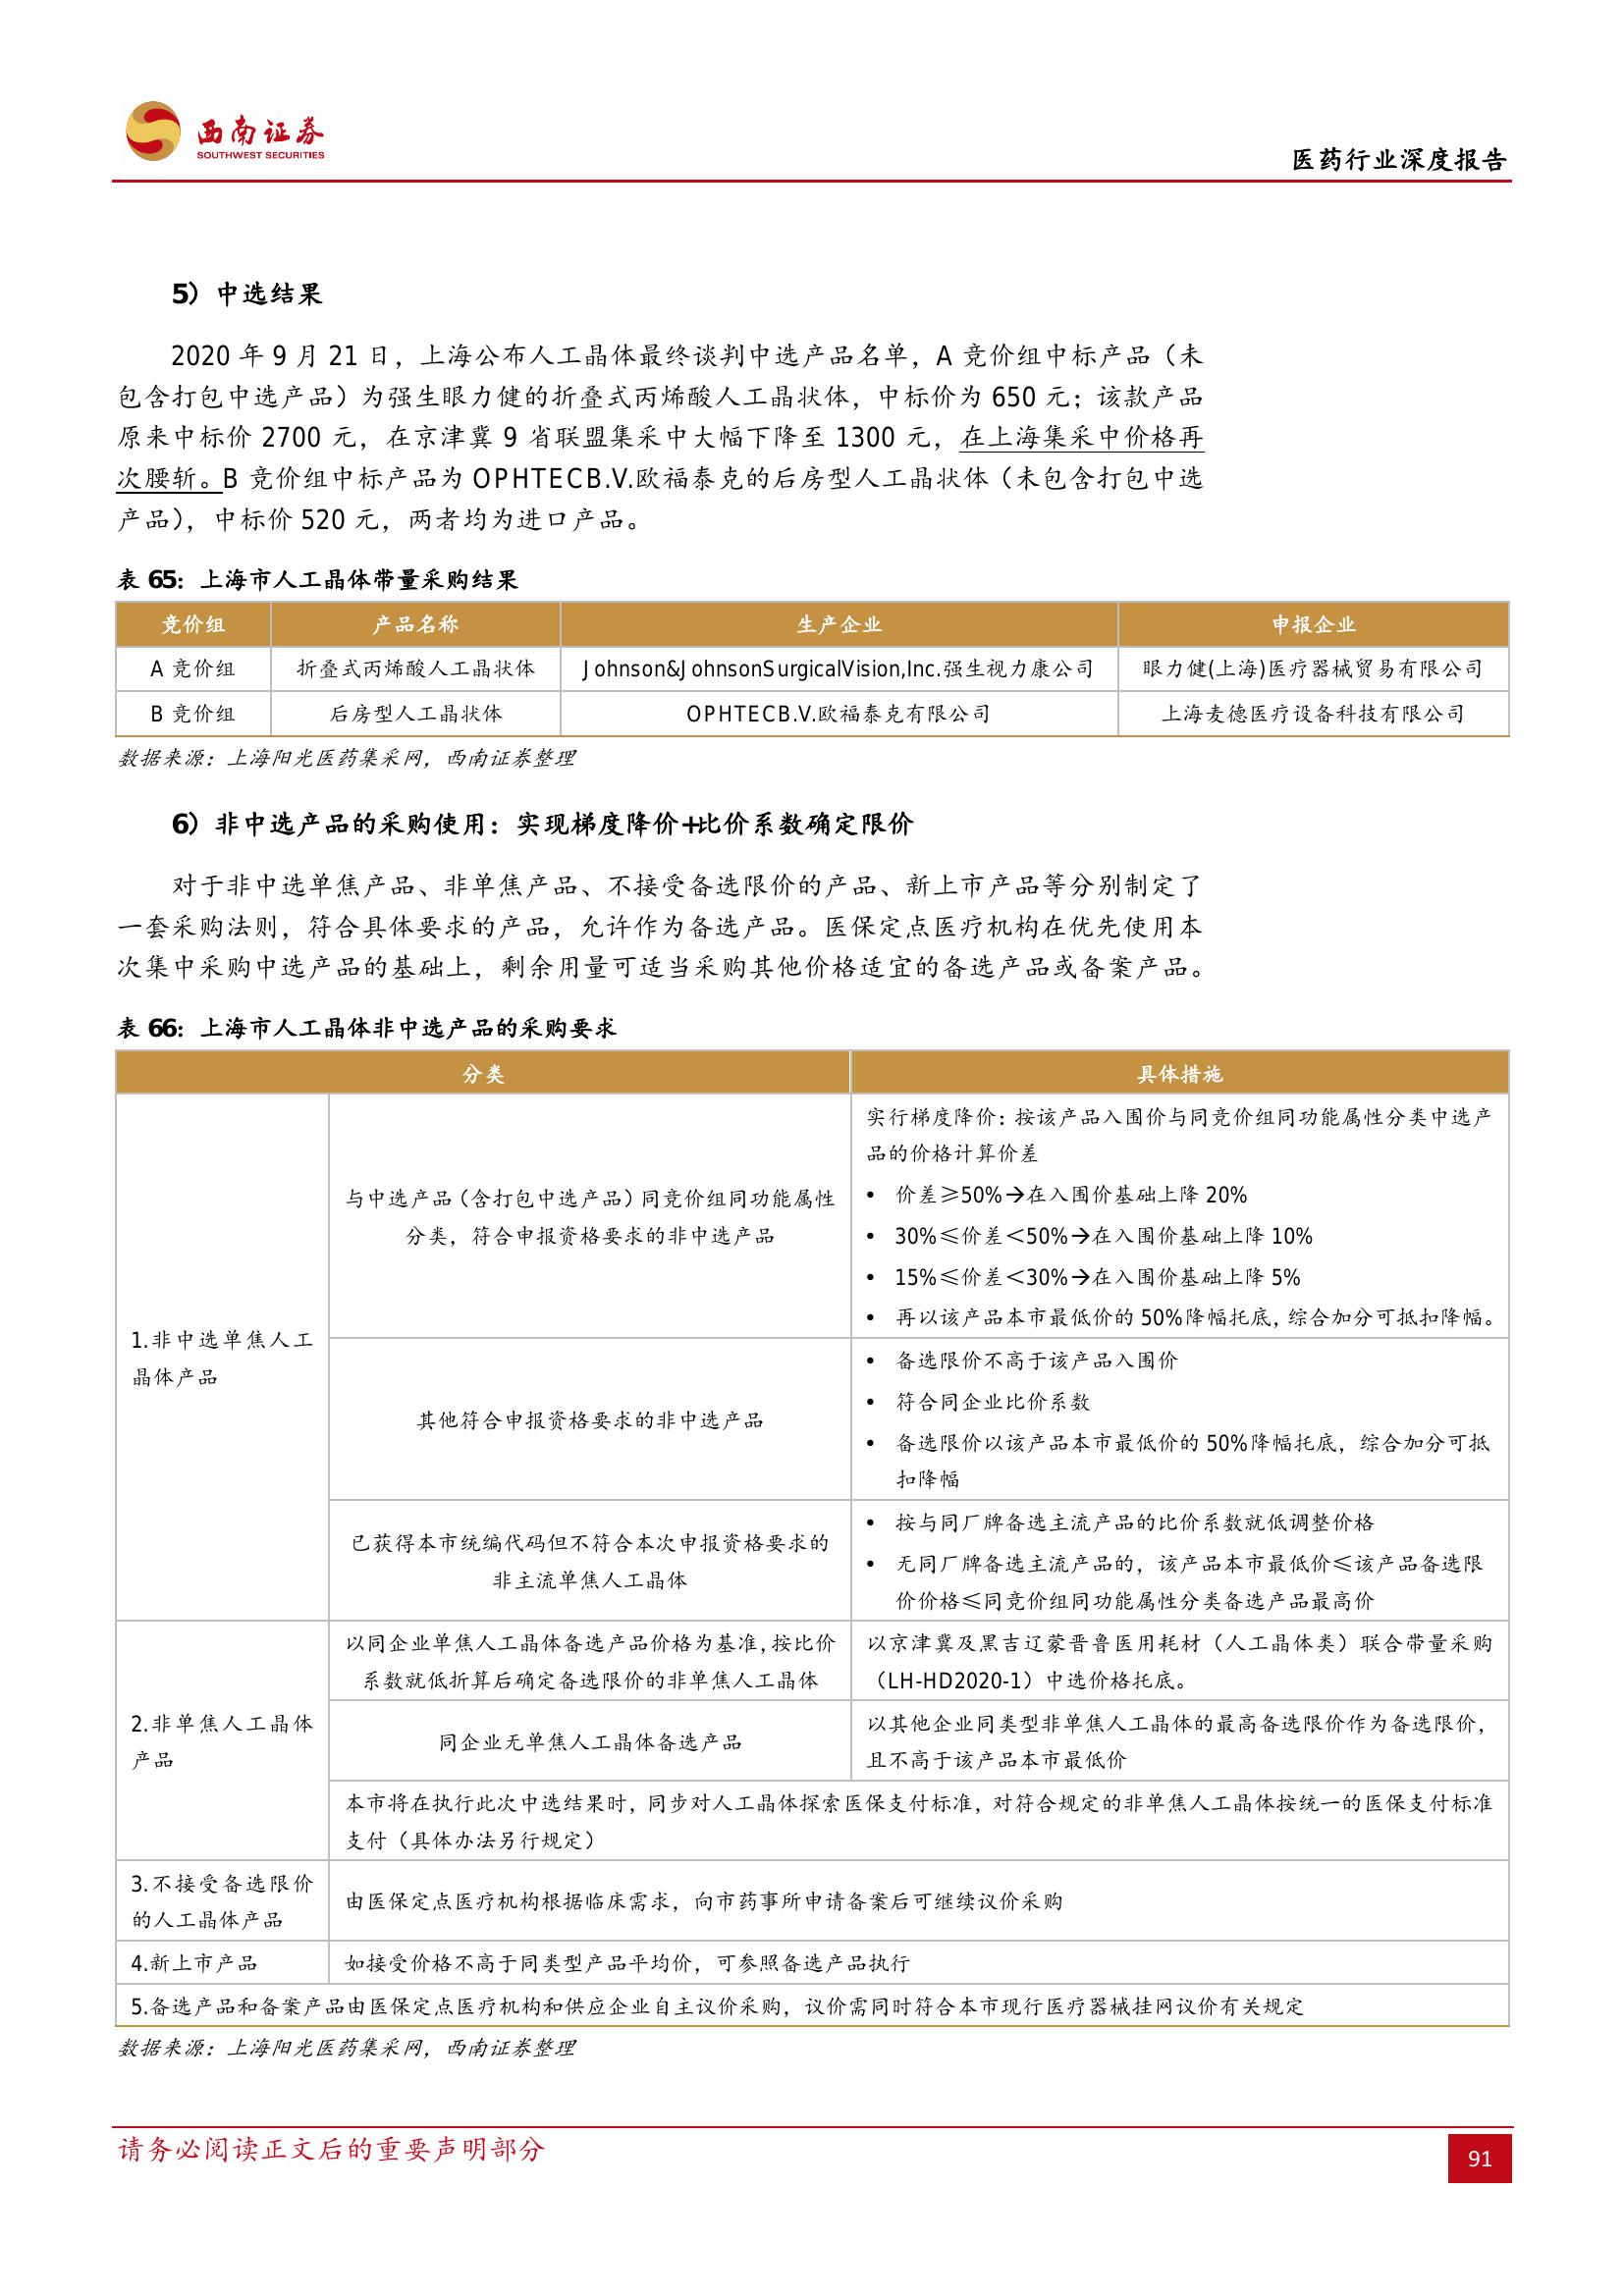 西南证券
SOUTHWEST SECURITIES
医药行业深度报告
5）中选结果
2020 年 9 月 21 日，上海公布人工晶体最终谈判中选产品名单，A 竞价组中标产品（未
包含打包中选产品）为强生眼力健的折叠式丙烯酸人工晶状体，中标价为 650 元；该款产品
原来中标价 2700 元，在京津冀 9 省联盟集采中大幅下降至 1300 元，在上海集采中价格再
次腰斩。B 竞价组中标产品为 OPHTECB.V.欧福泰克的后房型人工晶状体（未包含打包中选
产品），中标价 520 元，两者均为进口产品。
表 65：上海市人工晶体带量采购结果
竞价组 产品名称 生产企业 申报企业
A 竞价组 折叠式丙烯酸人工晶状体 Johnson&JohnsonSurgicalVision,Inc.强生视力康公司 眼力健(上海)医疗器械贸易有限公司
B 竞价组 后房型人工晶状体 OPHTECB.V.欧福泰克有限公司 上海麦德医疗设备科技有限公司
数据来源：上海阳光医药集采网，西南证券整理
6）非中选产品的采购使用：实现梯度降价+比价系数确定限价
对于非中选单焦产品、非单焦产品、不接受备选限价的产品、新上市产品等分别制定了
一套采购法则，符合具体要求的产品，允许作为备选产品。医保定点医疗机构在优先使用本
次集中采购中选产品的基础上，剩余用量可适当采购其他价格适宜的备选产品或备案产品。
表 66：上海市人工晶体非中选产品的采购要求
分类 具体措施
1.非中选单焦人工
晶体产品
与中选产品（含打包中选产品）同竞价组同功能属性
分类，符合申报资格要求的非中选产品
实行梯度降价：按该产品入围价与同竞价组同功能属性分类中选产
品的价格计算价差
• 价差≥50%→在入围价基础上降 20%
• 30%≤价差＜50%→在入围价基础上降 10%
• 15%≤价差＜30%→在入围价基础上降 5%
• 再以该产品本市最低价的 50%降幅托底，综合加分可抵扣降幅。
其他符合申报资格要求的非中选产品
• 备选限价不高于该产品入围价
• 符合同企业比价系数
• 备选限价以该产品本市最低价的 50%降幅托底，综合加分可抵
扣降幅
已获得本市统编代码但不符合本次申报资格要求的
非主流单焦人工晶体
• 按与同厂牌备选主流产品的比价系数就低调整价格
• 无同厂牌备选主流产品的，该产品本市最低价≤该产品备选限
价价格≤同竞价组同功能属性分类备选产品最高价
2.非单焦人工晶体
产品
以同企业单焦人工晶体备选产品价格为基准，按比价
系数就低折算后确定备选限价的非单焦人工晶体
以京津冀及黑吉辽蒙晋鲁医用耗材（人工晶体类）联合带量采购
（LH-HD2020-1）中选价格托底。
同企业无单焦人工晶体备选产品
以其他企业同类型非单焦人工晶体的最高备选限价作为备选限价，
且不高于该产品本市最低价
本市将在执行此次中选结果时，同步对人工晶体探索医保支付标准，对符合规定的非单焦人工晶体按统一的医保支付标准
支付（具体办法另行规定）
3.不接受备选限价
的人工晶体产品
由医保定点医疗机构根据临床需求，向市药事所申请备案后可继续议价采购
4.新上市产品 如接受价格不高于同类型产品平均价，可参照备选产品执行
5.备选产品和备案产品由医保定点医疗机构和供应企业自主议价采购，议价需同时符合本市现行医疗器械挂网议价有关规定
数据来源：上海阳光医药集采网，西南证券整理
请务必阅读正文后的重要声明部分
91